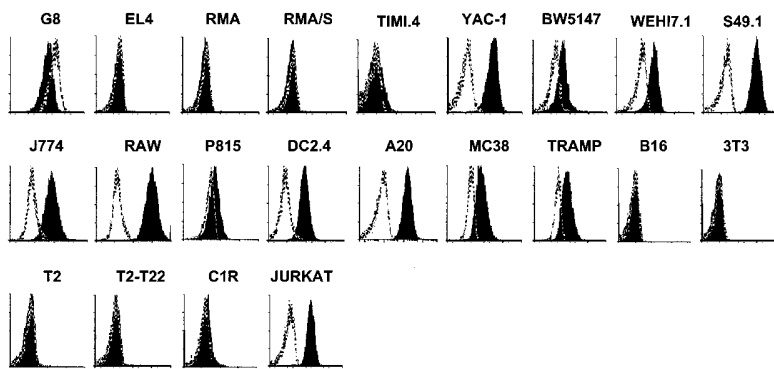 G8 EL4 RMA RMA/S TIMI.4 YAC-1 BW5147 WEHI7.1 S49.1
J774 RAW P815 DC2.4 A20 MC38 TRAMP B16 3T3
T2 T2-T22 C1R JURKAT